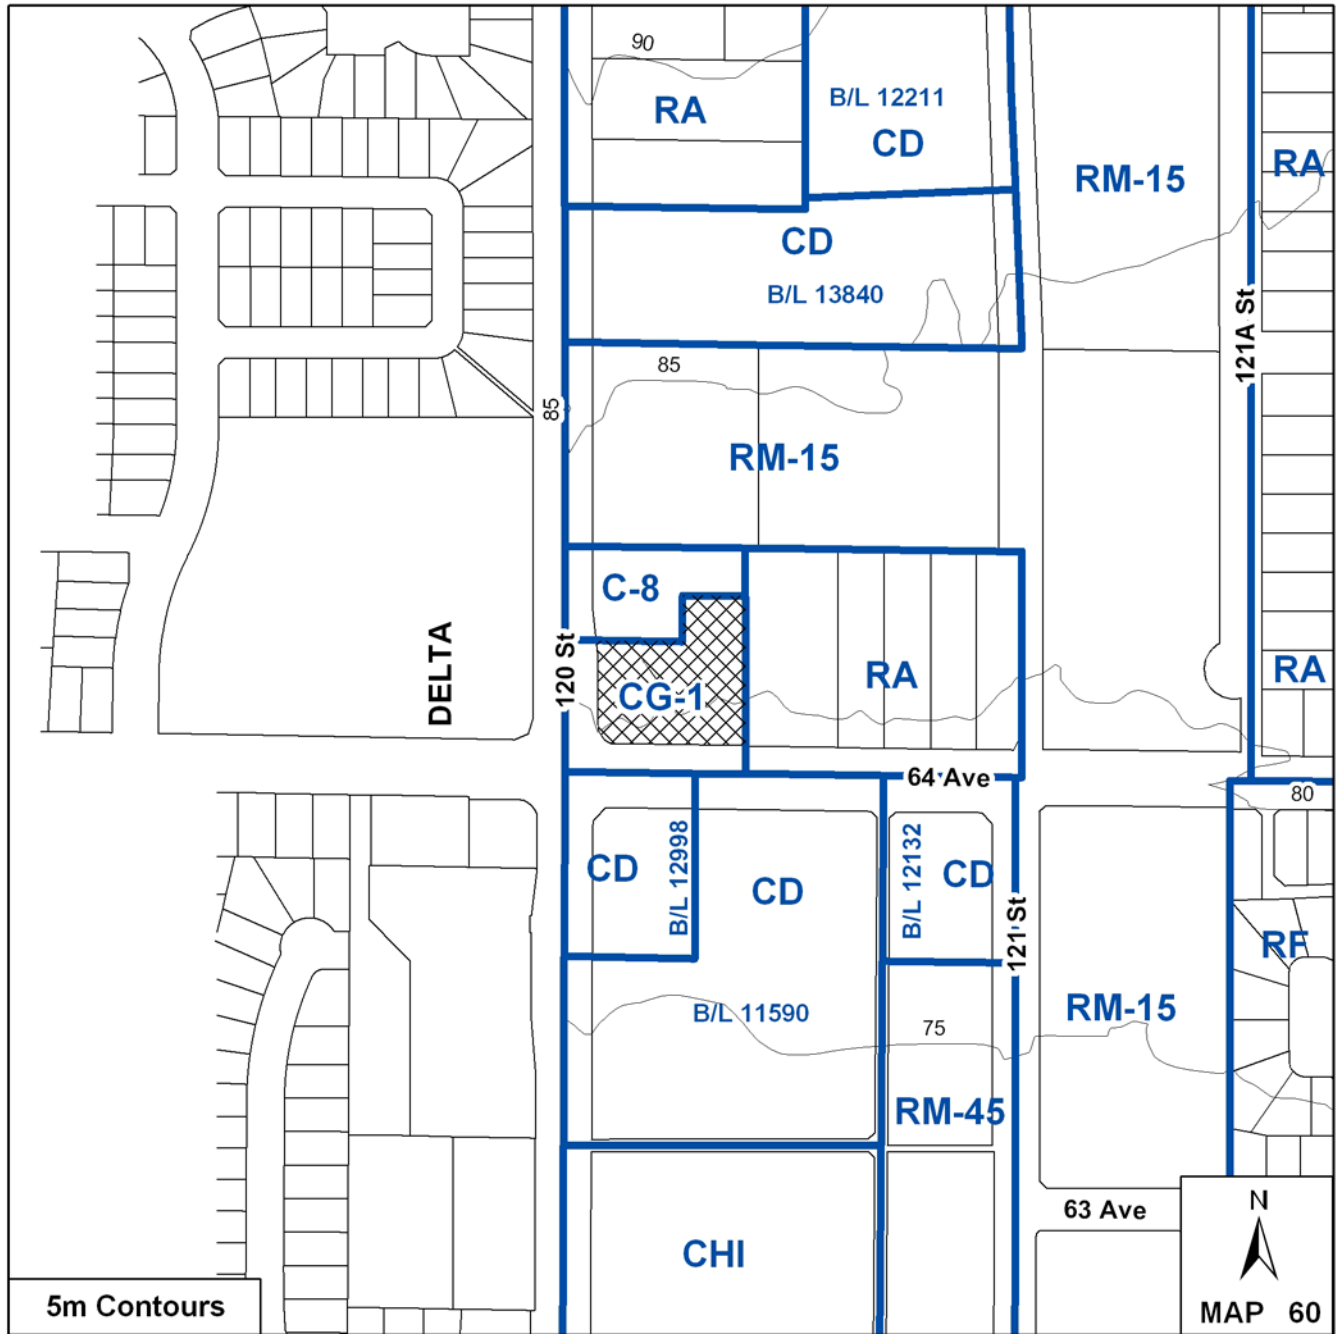 90
RA
B/L 12211
CD
RM-15
RA
CD
B/L 13840
121A St
85
85
RM-15
C-8
120 St
DELTA
CG-1
RA
RA
64 Ave
80
CD
B/L 12998
CD
B/L 12132
CD
121 St
RF
B/L 11590
75
RM-15
RM-45
63 Ave
CHI
N
5m Contours
MAP 60